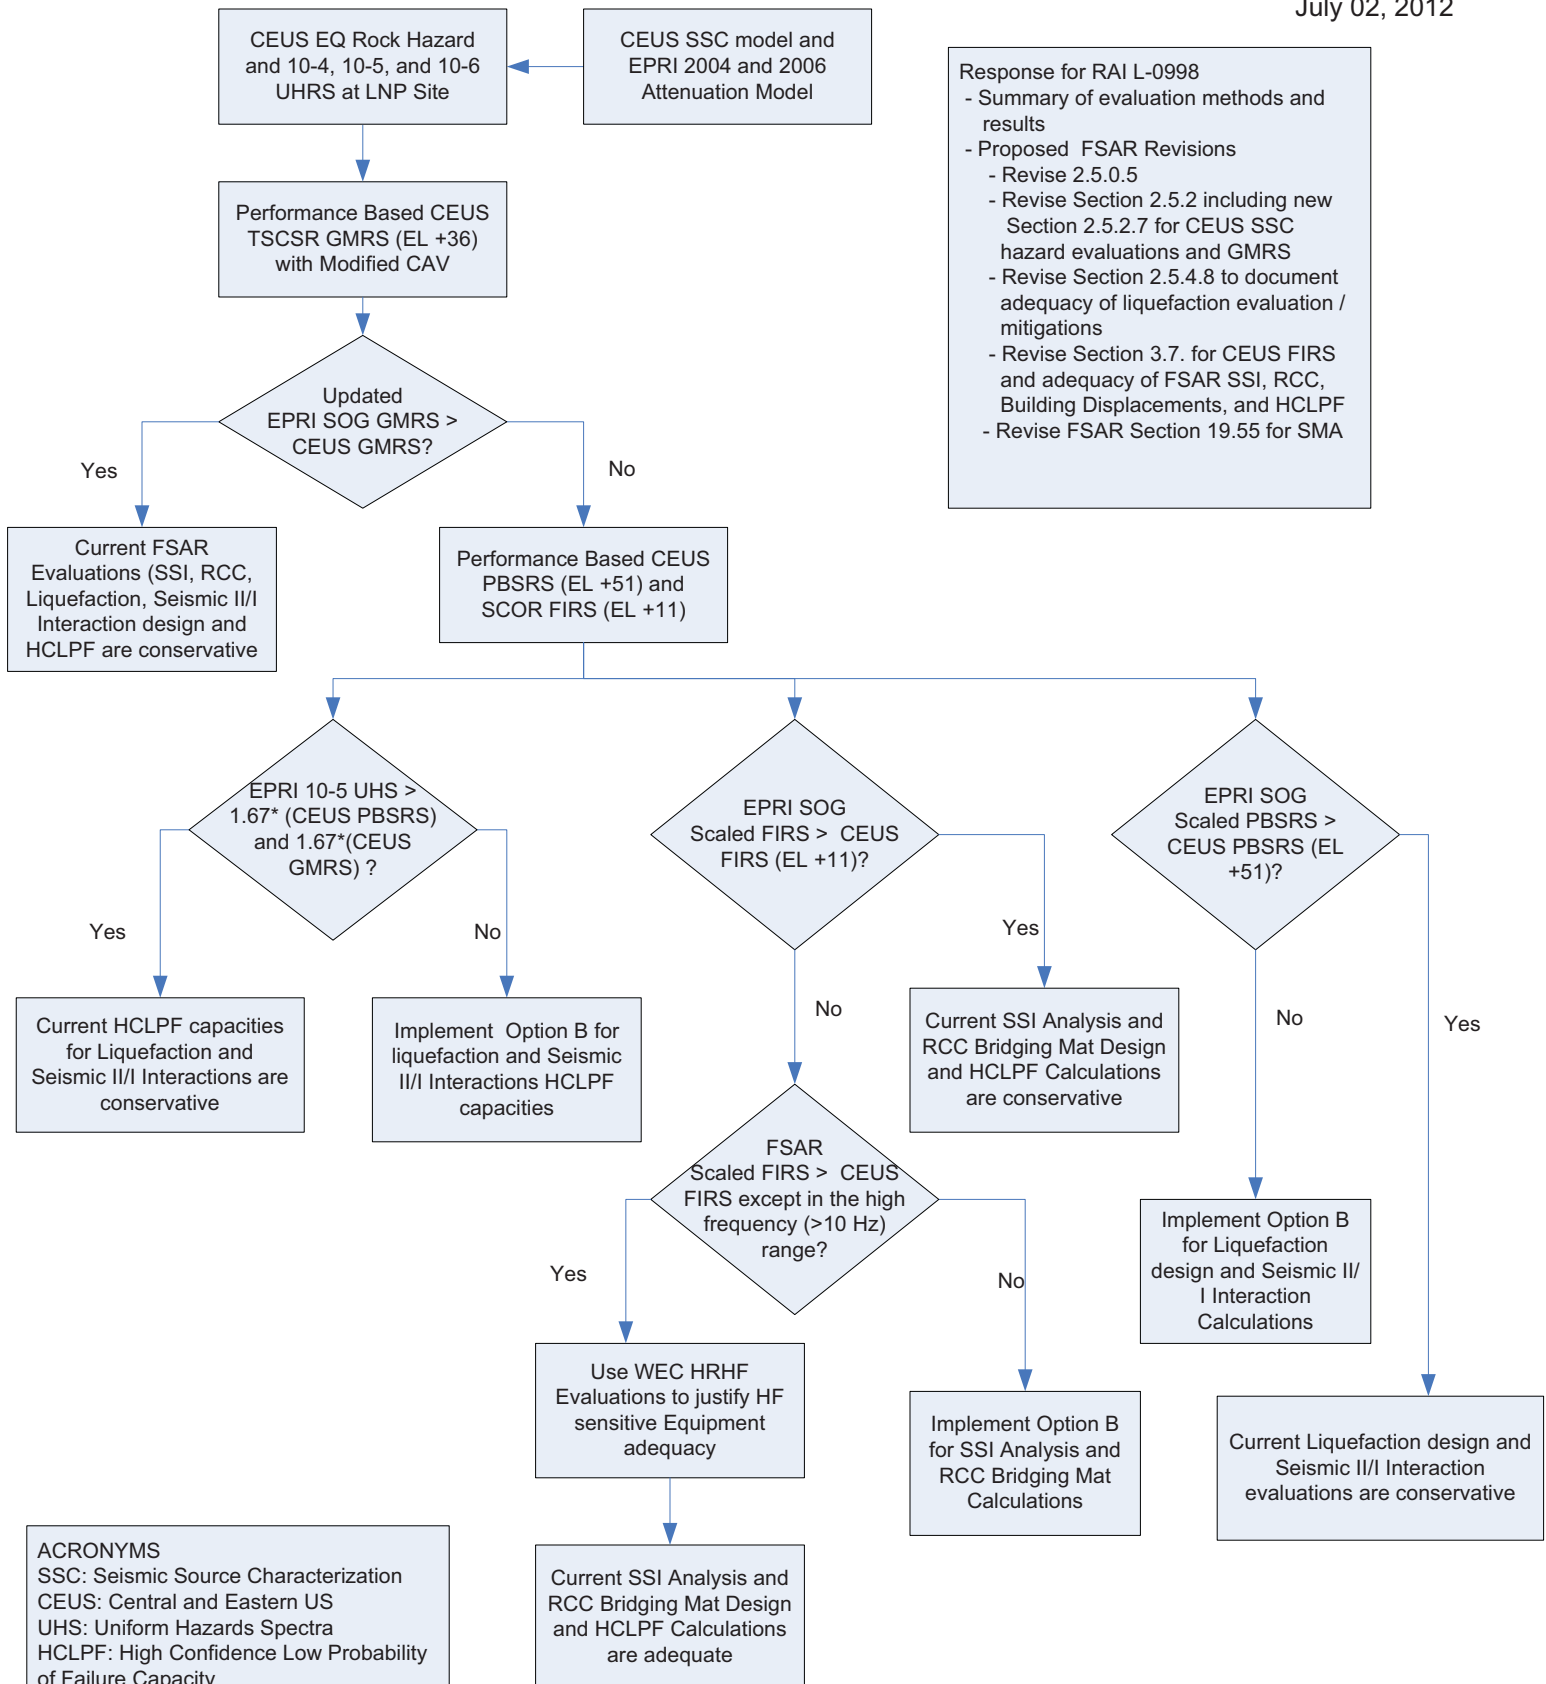 July 02, 2012
CEUS EQ Rock Hazard
and 10-4, 10-5, and 10-6
UHRS at LNP Site
CEUS SSC model and
EPRI 2004 and 2006
Attenuation Model
Response for RAI L-0998
- Summary of evaluation methods and
results
- Proposed FSAR Revisions
- Revise 2.5.0.5
- Revise Section 2.5.2 including new
Section 2.5.2.7 for CEUS SSC
hazard evaluations and GMRS
- Revise Section 2.5.4.8 to document
adequacy of liquefaction evaluation /
mitigations
- Revise Section 3.7. for CEUS FIRS
and adequacy of FSAR SSI, RCC,
Building Displacements, and HCLPF
- Revise FSAR Section 19.55 for SMA
Performance Based CEUS
TSCSR GMRS (EL +36)
with Modified CAV
Updated
EPRI SOG GMRS >
CEUS GMRS?
Yes
No
Current FSAR
Evaluations (SSI, RCC,
Liquefaction, Seismic II/I
Interaction design and
HCLPF are conservative
Performance Based CEUS
PBSRS (EL +51) and
SCOR FIRS (EL +11)
EPRI 10-5 UHS >
1.67* (CEUS PBSRS)
and 1.67*(CEUS
GMRS) ?
EPRI SOG
Scaled FIRS > CEUS
FIRS (EL +11)?
EPRI SOG
Scaled PBSRS >
CEUS PBSRS (EL
+51)?
Yes
No
Yes
No
No
Yes
Current HCLPF capacities
for Liquefaction and
Seismic II/I Interactions are
conservative
Implement Option B for
liquefaction and Seismic
II/I Interactions HCLPF
capacities
Current SSI Analysis and
RCC Bridging Mat Design
and HCLPF Calculations
are conservative
FSAR
Scaled FIRS > CEUS
FIRS except in the high
frequency (>10 Hz)
range?
Yes
No
Implement Option B
for Liquefaction
design and Seismic II/
I Interaction
Calculations
Use WEC HRHF
Evaluations to justify HF
sensitive Equipment
adequacy
Implement Option B
for SSI Analysis and
RCC Bridging Mat
Calculations
Current Liquefaction design and
Seismic II/I Interaction
evaluations are conservative
Current SSI Analysis and
RCC Bridging Mat Design
and HCLPF Calculations
are adequate
ACRONYMS
SSC: Seismic Source Characterization
CEUS: Central and Eastern US
UHS: Uniform Hazards Spectra
HCLPF: High Confidence Low Probability
of Failure Capacity